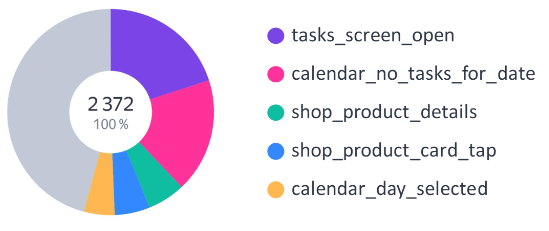 2 372
100 %
tasks_screen_open
calendar_no_tasks_for_date
shop_product_details
shop_product_card_tap
calendar_day_selected